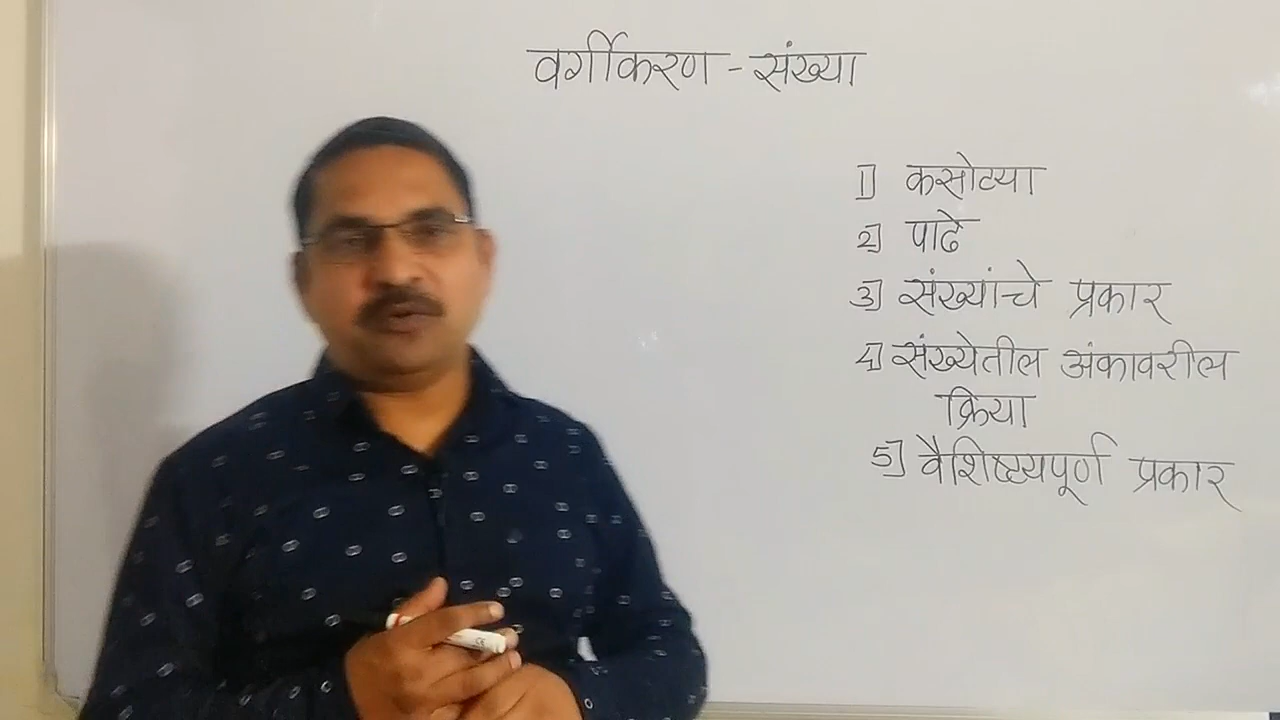 वर्गीकरण - संख्या
1] कसोट्या
2] पाढे
3] संख्यांचे प्रकार
4] संख्येतील अंकावरील
क्रिया
5] वैशिष्ट्यपूर्ण प्रकार